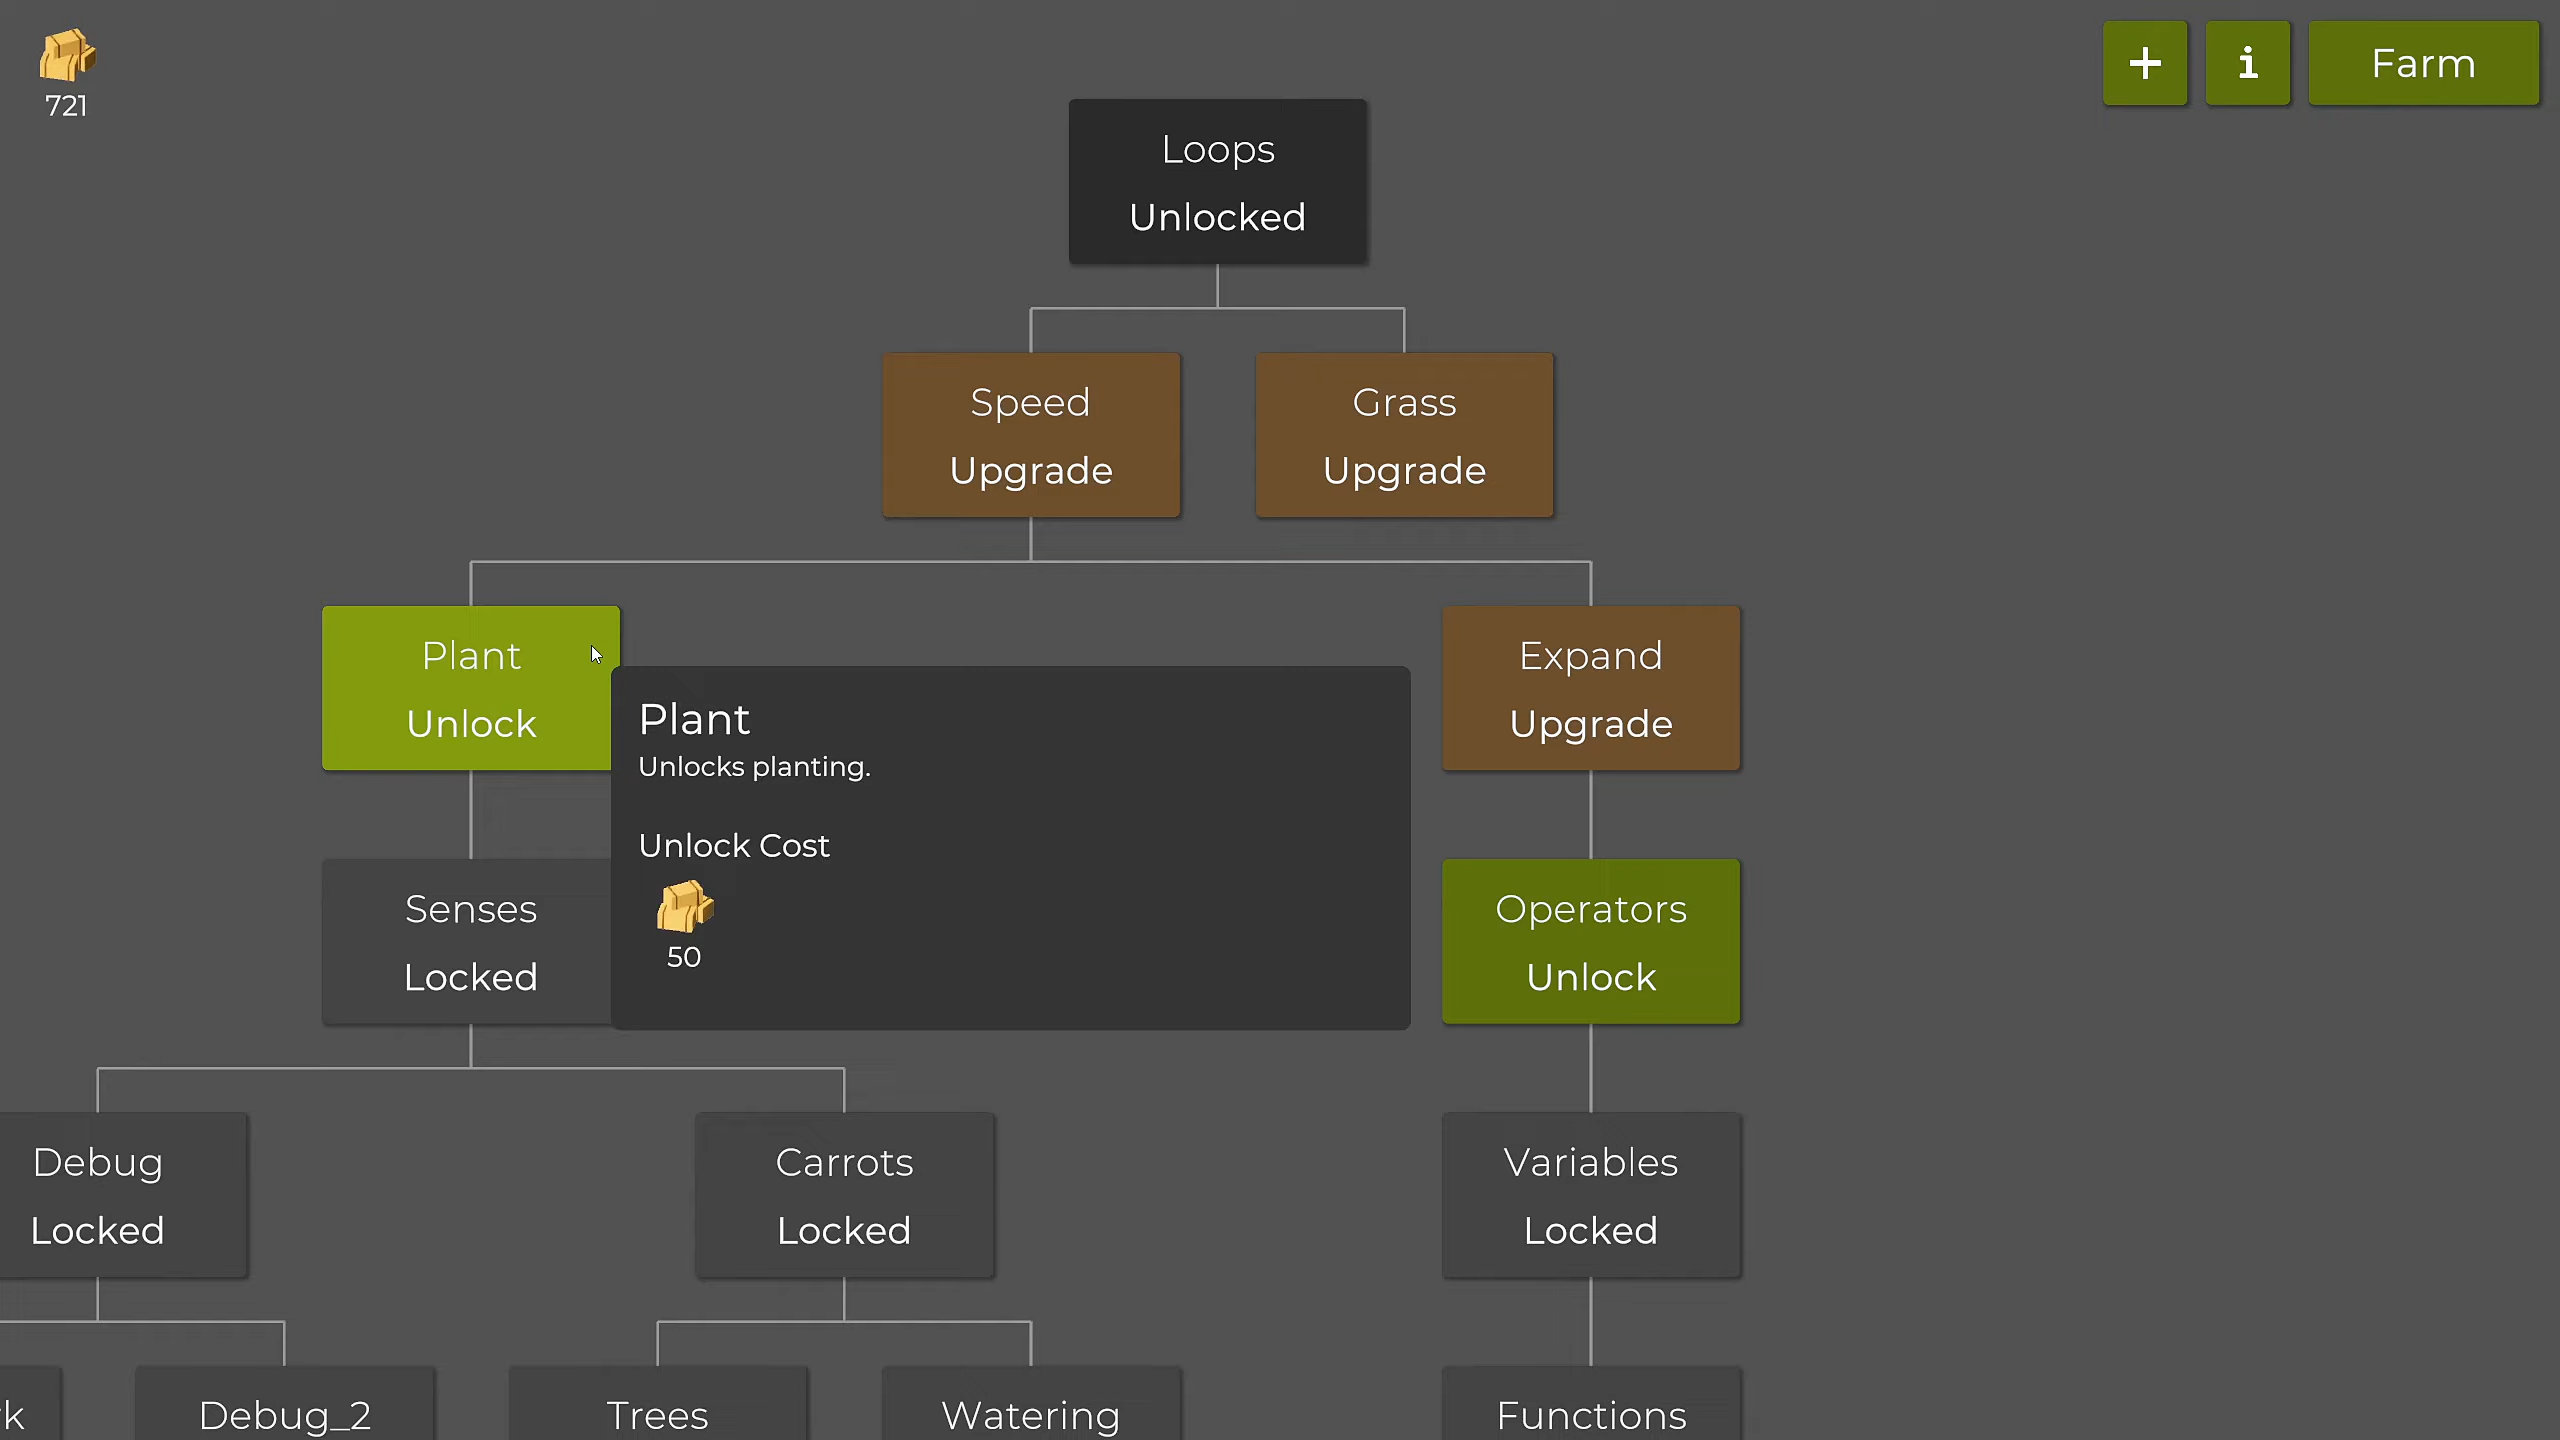 721
+
i
Farm
Loops
Unlocked
Speed
Upgrade
Grass
Upgrade
Plant
Unlock
Expand
Upgrade
Plant
Unlocks planting.
Unlock Cost
50
Senses
Locked
Operators
Unlock
Debug
Locked
Carrots
Locked
Variables
Locked
k
Debug_2
Trees
Watering
Functions